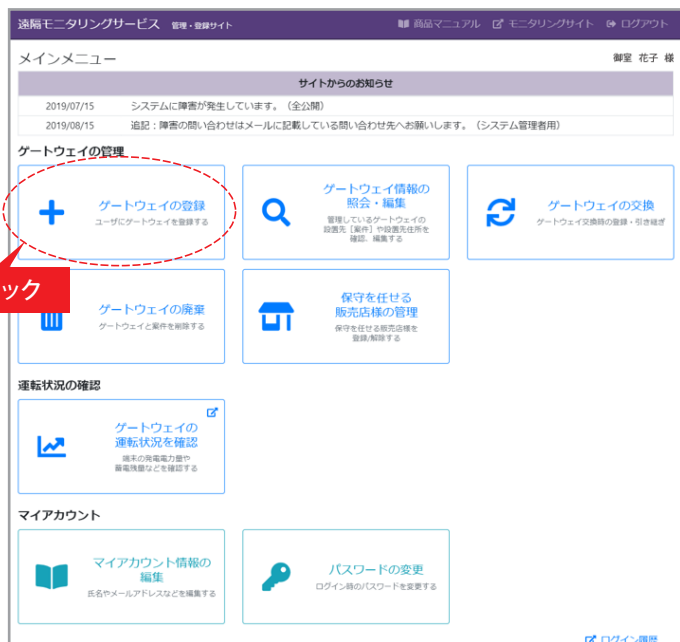 遠隔モニタリングサービス 管理・登録サイト 商品マニュアル モニタリングサイト ログアウト
メインメニュー 御室 花子 様
サイトからのお知らせ
2019/07/15 システムに障害が発生しています。(全公開)
2019/08/15 追記：障害の問い合わせはメールに記載している問い合わせ先へお願いします。(システム管理者用)
ゲートウェイの管理
ゲートウェイの登録
ユーザにゲートウェイを登録する
ゲートウェイ情報の
照会・編集
管理しているゲートウェイの
設置先［案件］や設置先住所を
確認、編集する
ゲートウェイの交換
ゲートウェイ交換時の登録・引き継ぎ
ック
ゲートウェイの廃棄
ゲートウェイと案件を削除する
保守を任せる
販売店様の管理
保守を任せる販売店様を
登録/解除する
運転状況の確認
ゲートウェイの
運転状況を確認
端末の発電電力量や
蓄電残量などを確認する
マイアカウント
マイアカウント情報の
編集
氏名やメールアドレスなどを編集する
パスワードの変更
ログイン時のパスワードを変更する
ログイン履歴